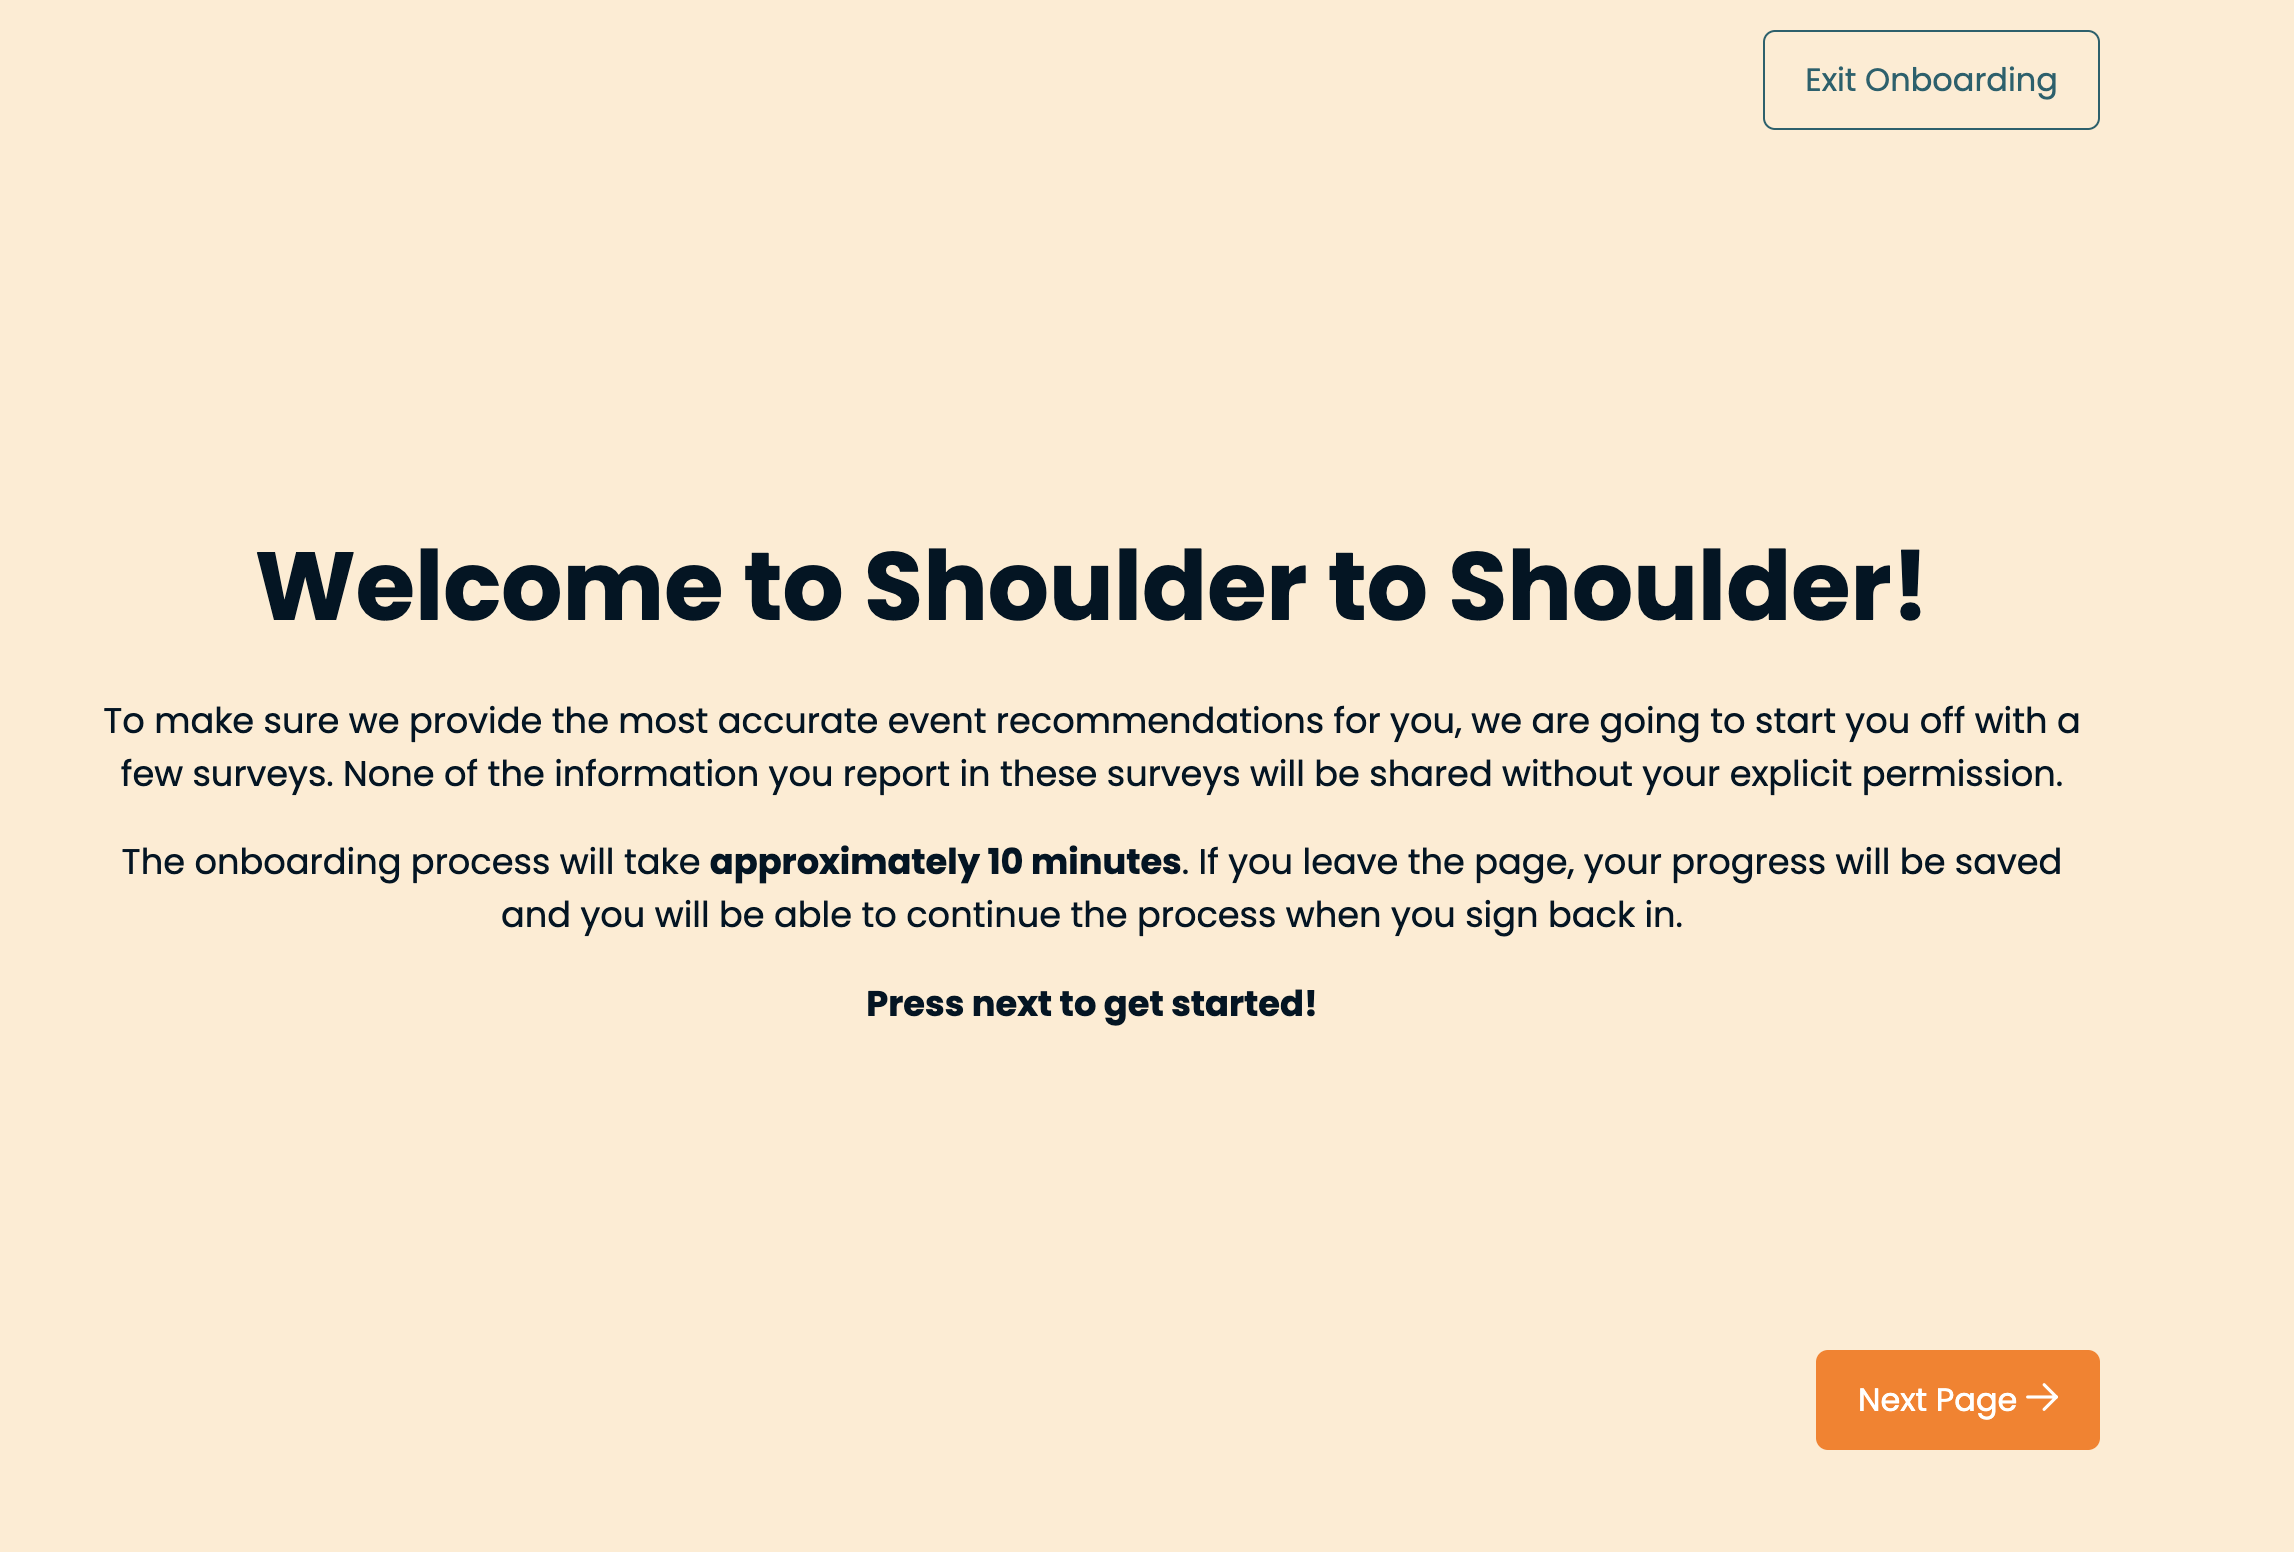 Exit Onboarding
Welcome to Shoulder to Shoulder!
To make sure we provide the most accurate event recommendations for you, we are going to start you off with a
few surveys. None of the information you report in these surveys will be shared without your explicit permission.
The onboarding process will take approximately 10 minutes. If you leave the page, your progress will be saved
and you will be able to continue the process when you sign back in.
Press next to get started!
Next Page →